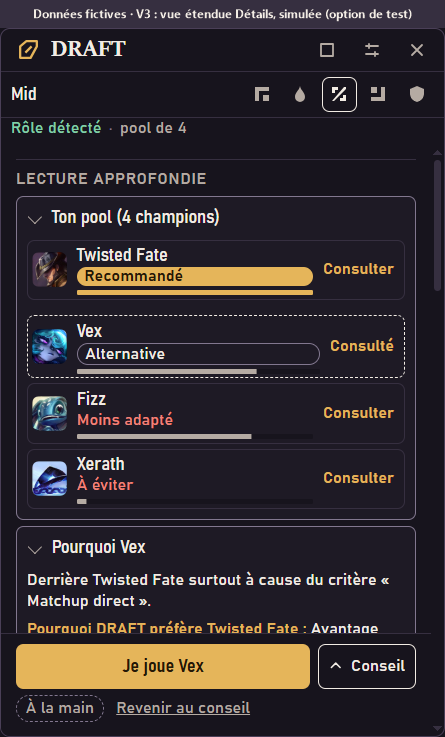 Données fictives · V3 : vue étendue Détails, simulée (option de test)
DRAFT
Mid
Rôle détecté · pool de 4
LECTURE APPROFONDIE
Ton pool (4 champions)
Twisted Fate
Recommandé
Consulter
Vex
Alternative
Consulté
Fizz
Moins adapté
Consulter
Xerath
À éviter
Consulter
Pourquoi Vex
Derrière Twisted Fate surtout à cause du critère «
Matchup direct ».
Pourquoi DRAFT préfère Twisted Fate : Avantage
Je joue Vex
Conseil
À la main
Revenir au conseil